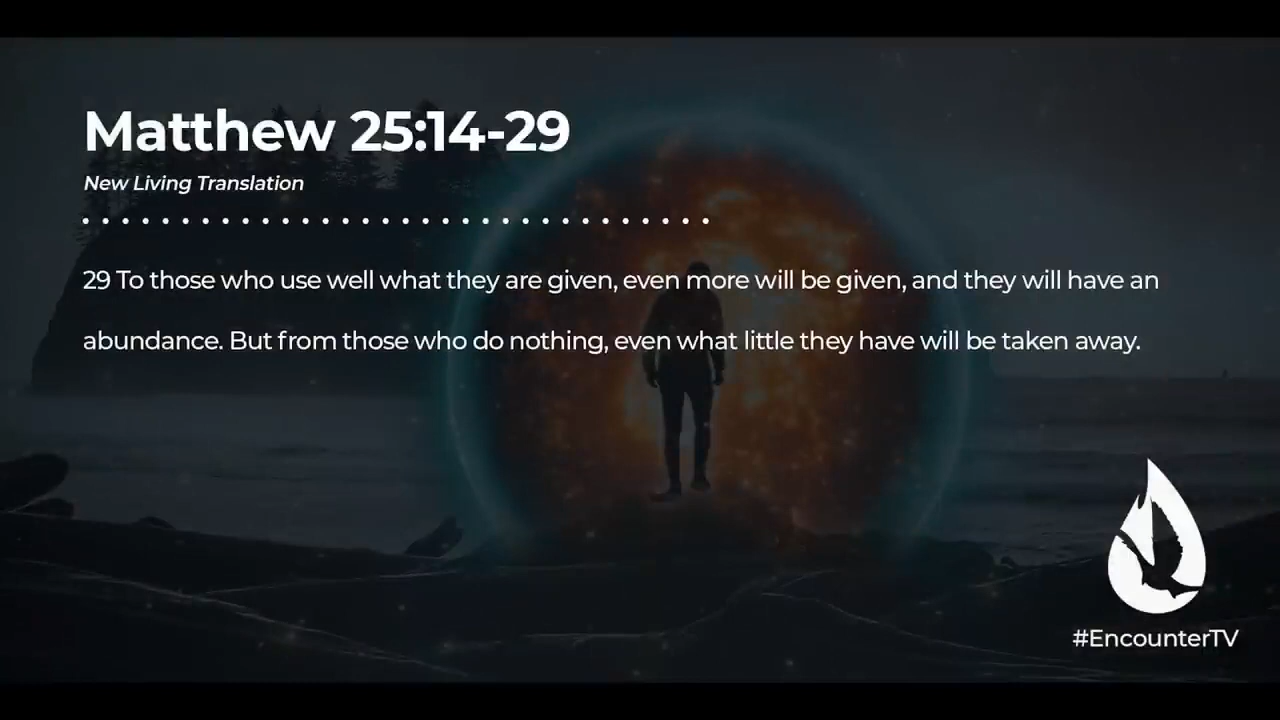 Matthew 25:14-29
New Living Translation
29 To those who use well what they are given, even more will be given, and they will have an
abundance. But from those who do nothing, even what little they have will be taken away.
#EncounterTV